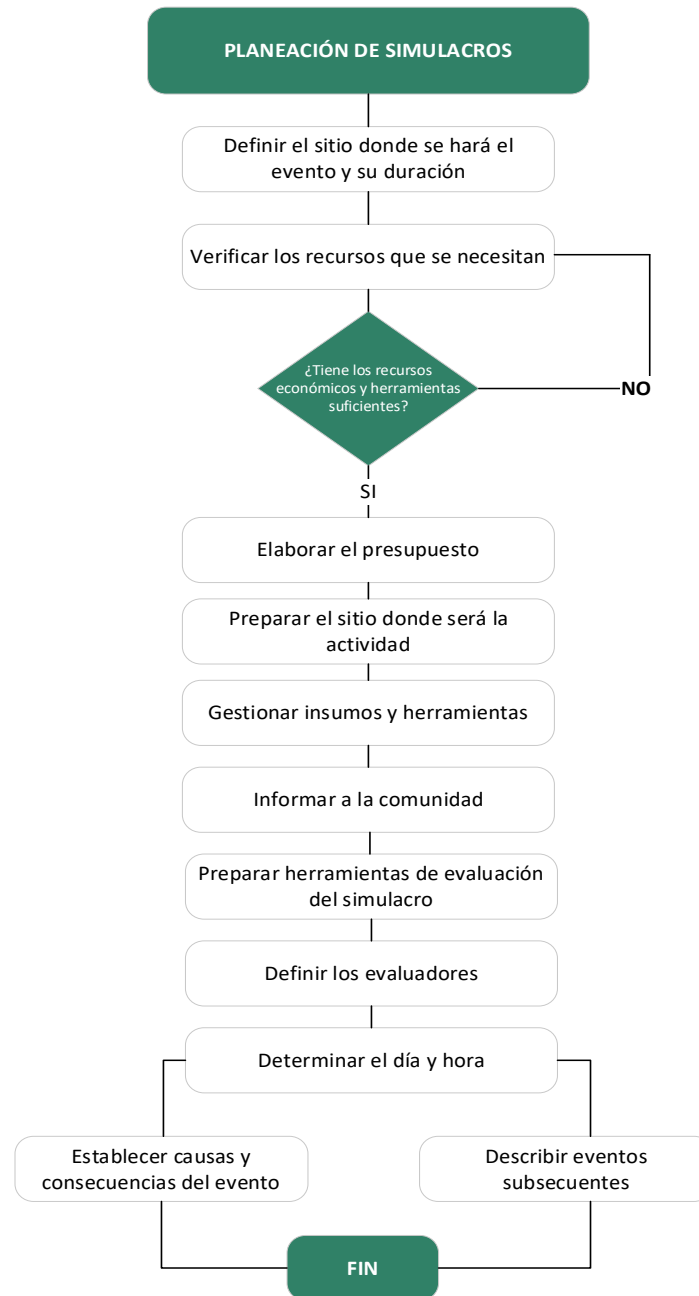 PLANEACIÓN DE SIMULACROS
Definir el sitio donde se hará el
evento y su duración
Verificar los recursos que se necesitan
¿Tiene los recursos
económicos y herramientas
suficientes?
NO
SI
Elaborar el presupuesto
Preparar el sitio donde será la
actividad
Gestionar insumos y herramientas
Informar a la comunidad
Preparar herramientas de evaluación
del simulacro
Definir los evaluadores
Determinar el día y hora
Establecer causas y
consecuencias del evento
Describir eventos
subsecuentes
FIN